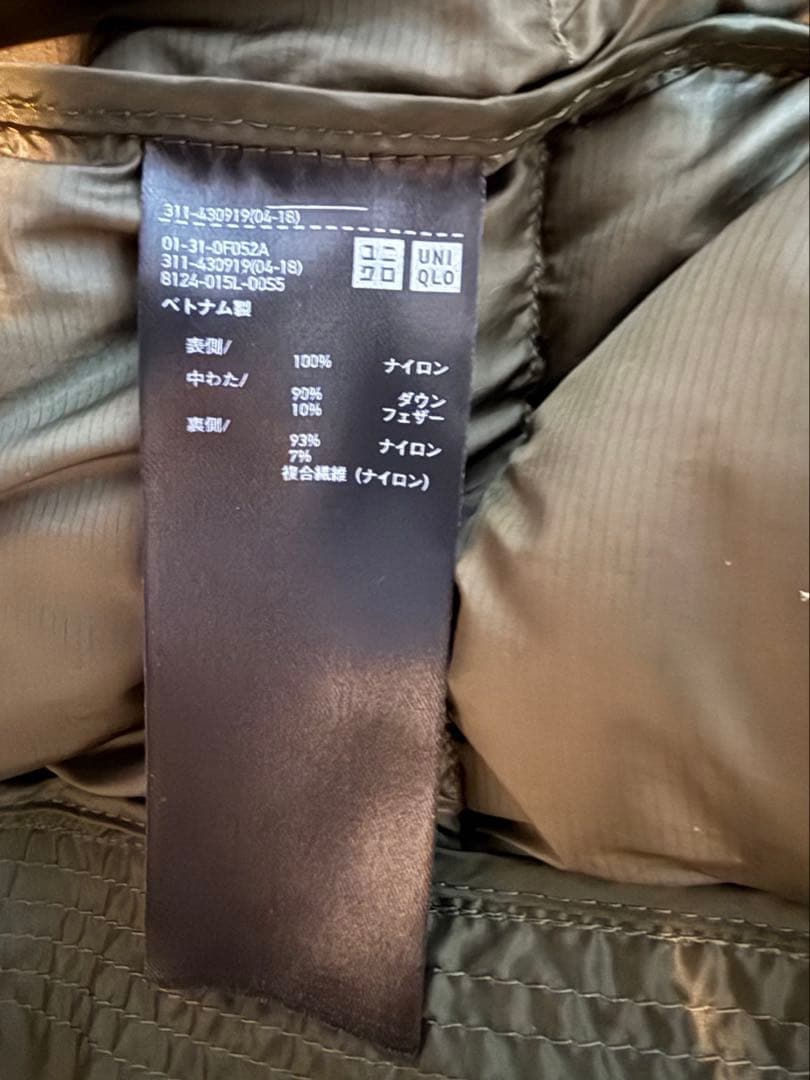 311-430919(04-18)
01-31-0F052A
311-430919(04-18)
8124-015L-00S5
ユニ
クロ
UNI
QLO
ベトナム製
表側/
100% ナイロン
中わた/
90% ダウン
10% フェザー
裏側/
93% ナイロン
7%
複合繊維 (ナイロン)